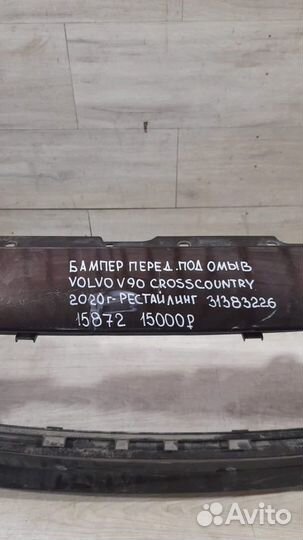 БАМПЕР ПЕРЕД.ПОД ОМЫВ
VOLVO V90 CROSSCOUNTRY
2020г-РЕСТАЙЛИНГ 31383226
15872 15000₽
Avito